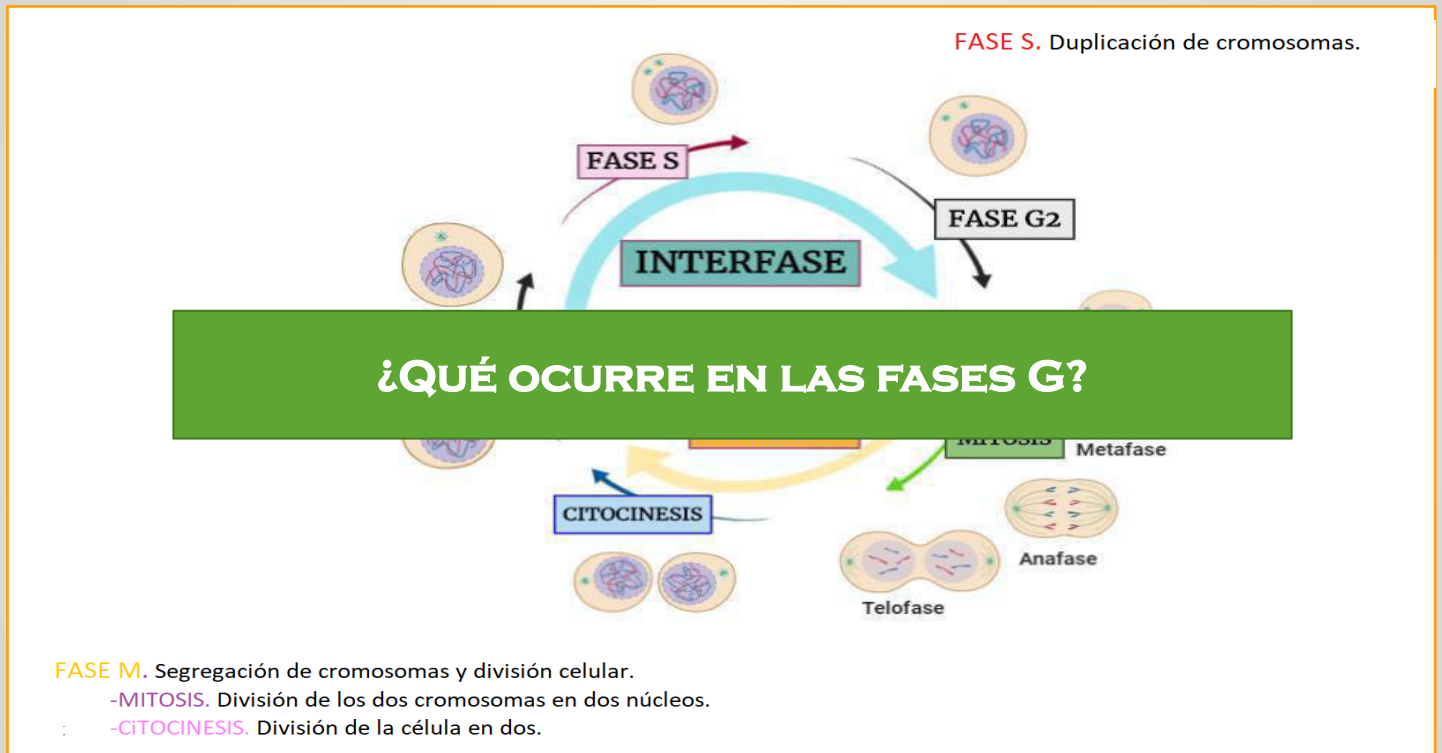 FASE S. Duplicación de cromosomas.
FASE S
FASE G2
INTERFASE
¿QUÉ OCURRE EN LAS FASES G?
MITOSIS
Metafase
CITOCINESIS
Anafase
Telofase
FASE M. Segregación de cromosomas y división celular.
-MITOSIS. División de los dos cromosomas en dos núcleos.
; -CiTOCINESIS. División de la célula en dos.